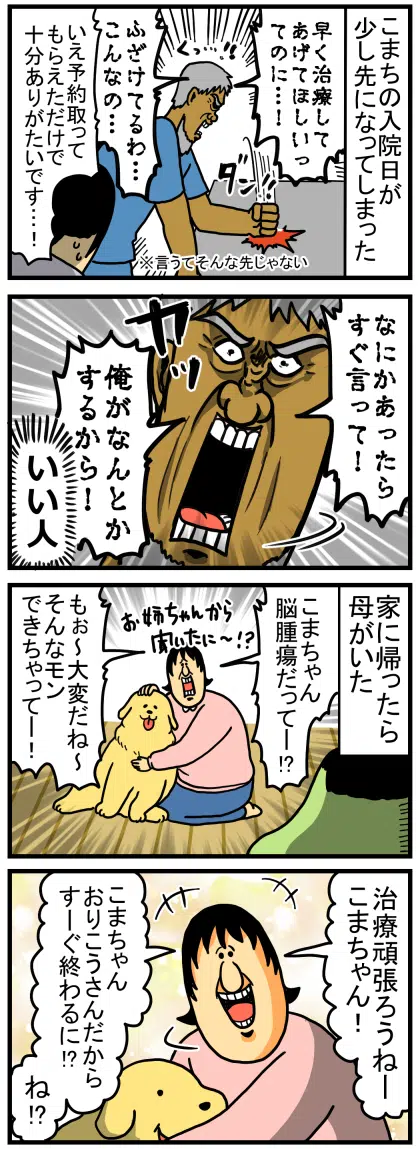 こまちの入院日が
少し先になってしまった
早く治療して
あげてほしいっ
てのに…！
くっ…!!
ふざけてるわ…
こんなの…
ダンッ!!
いえ予約取って
もらえただけで
十分ありがたいです…！
※言うてそんな先じゃない
なにかあったら
すぐ言って！
カッ
俺がなんとか
するから！
いい人
家に帰ったら
母がいた
お姉ちゃんから
聞いたに〜!?
こまちゃん
脳腫瘍だってー!?
もぉ〜大変だね〜
そんなモン
できちゃってー！
治療頑張ろうねー
こまちゃん！
こまちゃん
おりこうさんだから
すーぐ終わるに!?
ね!?